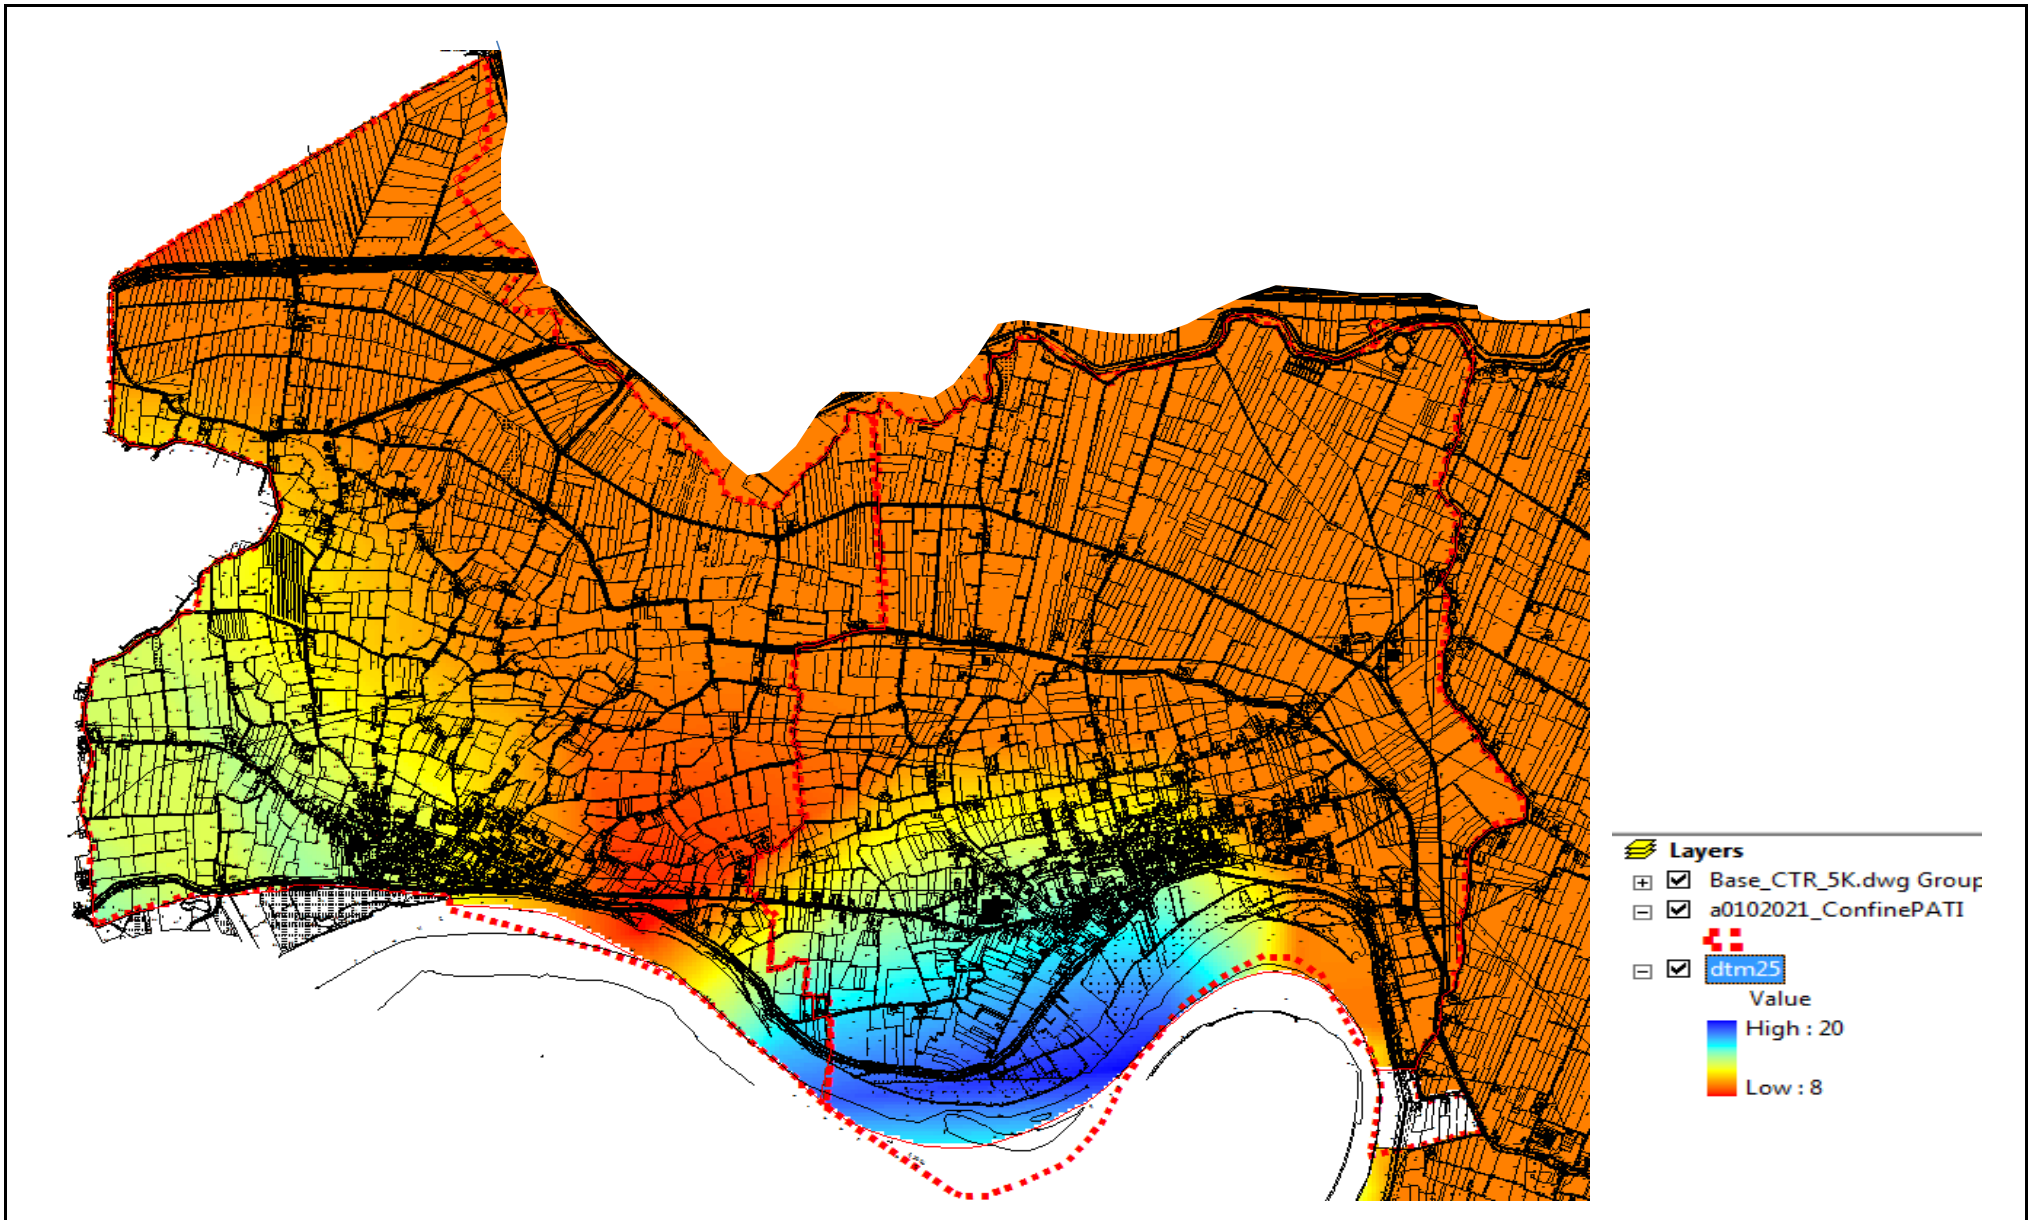 Layers
Base_CTR_5K.dwg Group
a0102021_ConfinePATI
dtm25
Value
High : 20
Low : 8